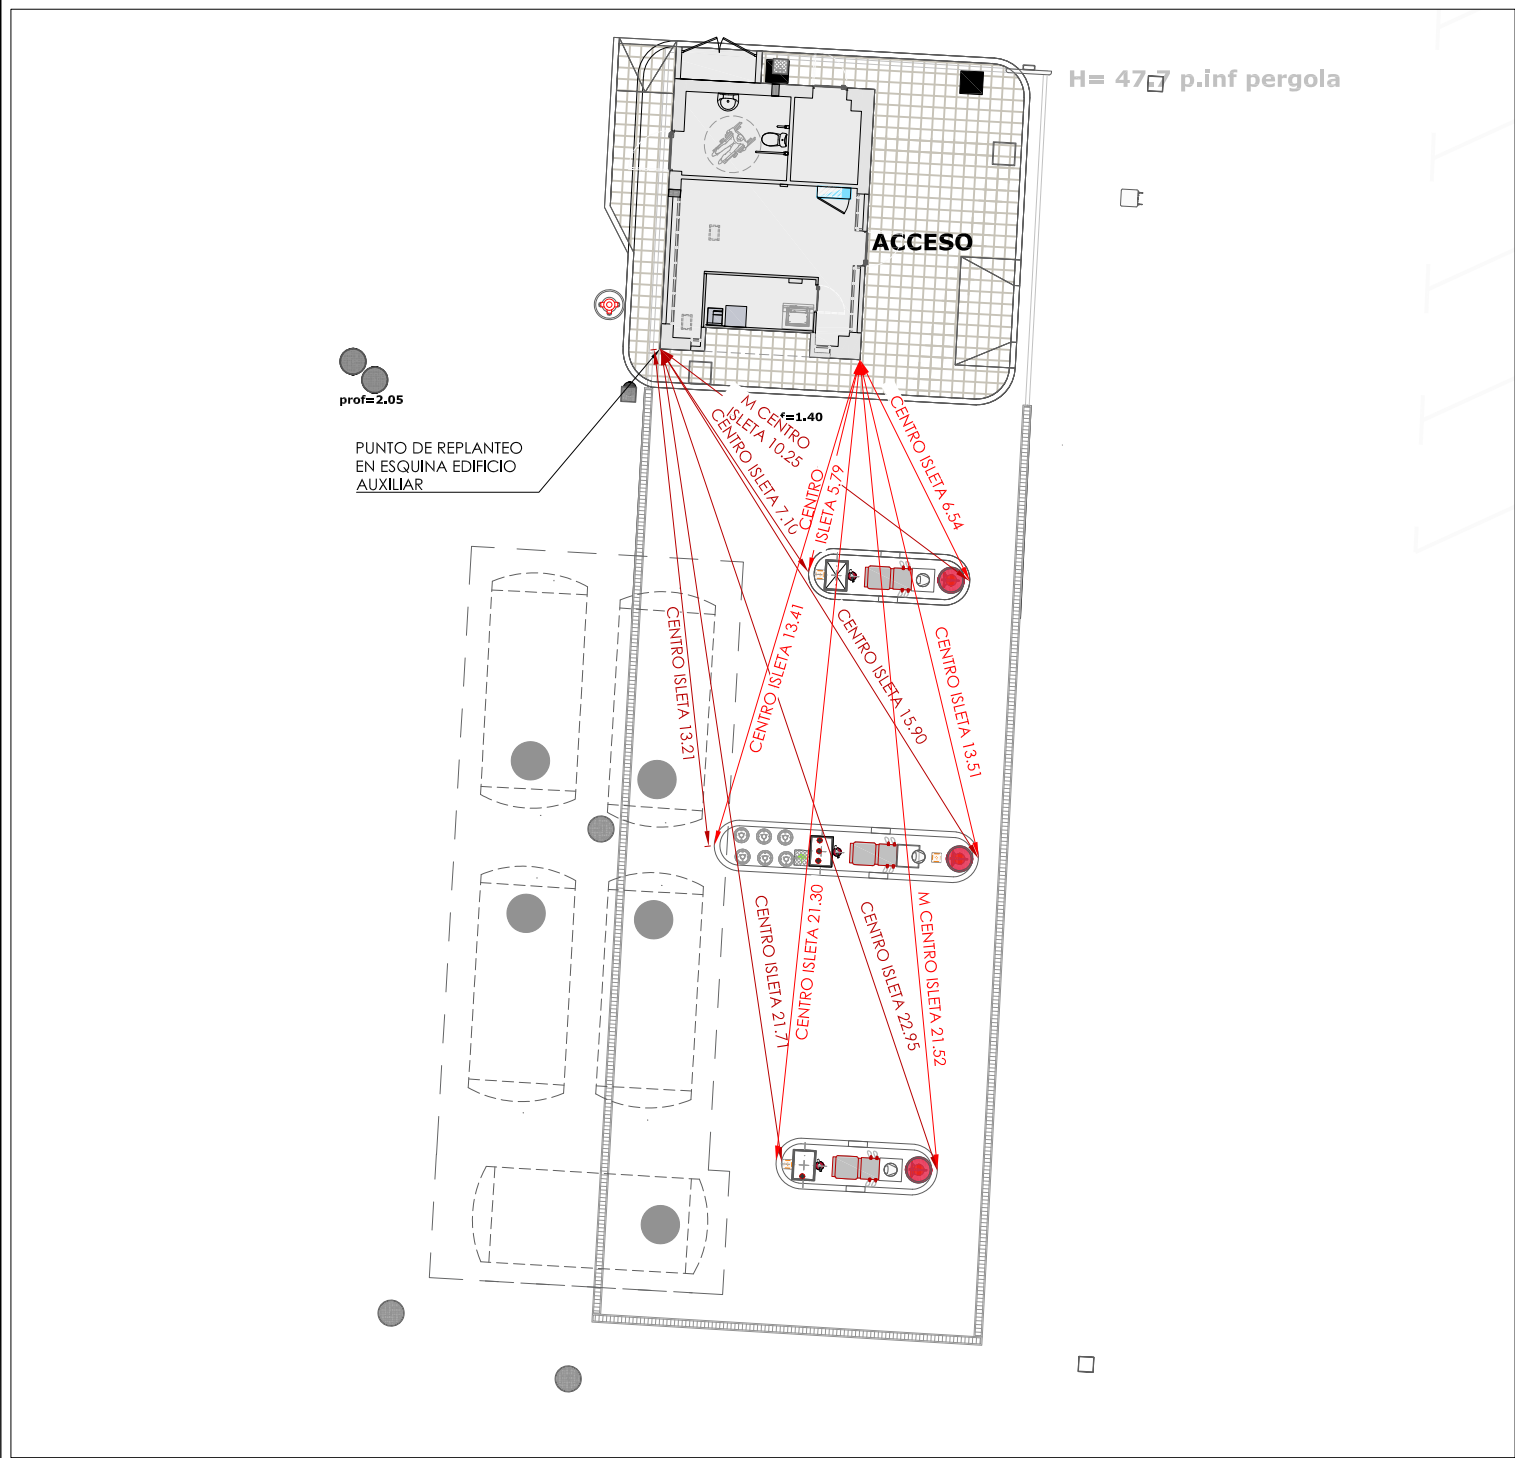 H= 47.7 p.inf pergola
ACCESO
prof=2.05
f=1.40
PUNTO DE REPLANTEO
EN ESQUINA EDIFICIO
AUXILIAR
M CENTRO
ISLETA 10.25
CENTRO ISLETA 7.10
CENTRO
ISLETA 5.79
CENTRO ISLETA 6.54
CENTRO ISLETA 13.21
CENTRO ISLETA 13.41
CENTRO ISLETA 15.90
CENTRO ISLETA 13.51
CENTRO ISLETA 21.71
CENTRO ISLETA 21.30
CENTRO ISLETA 22.95
M CENTRO ISLETA 21.52